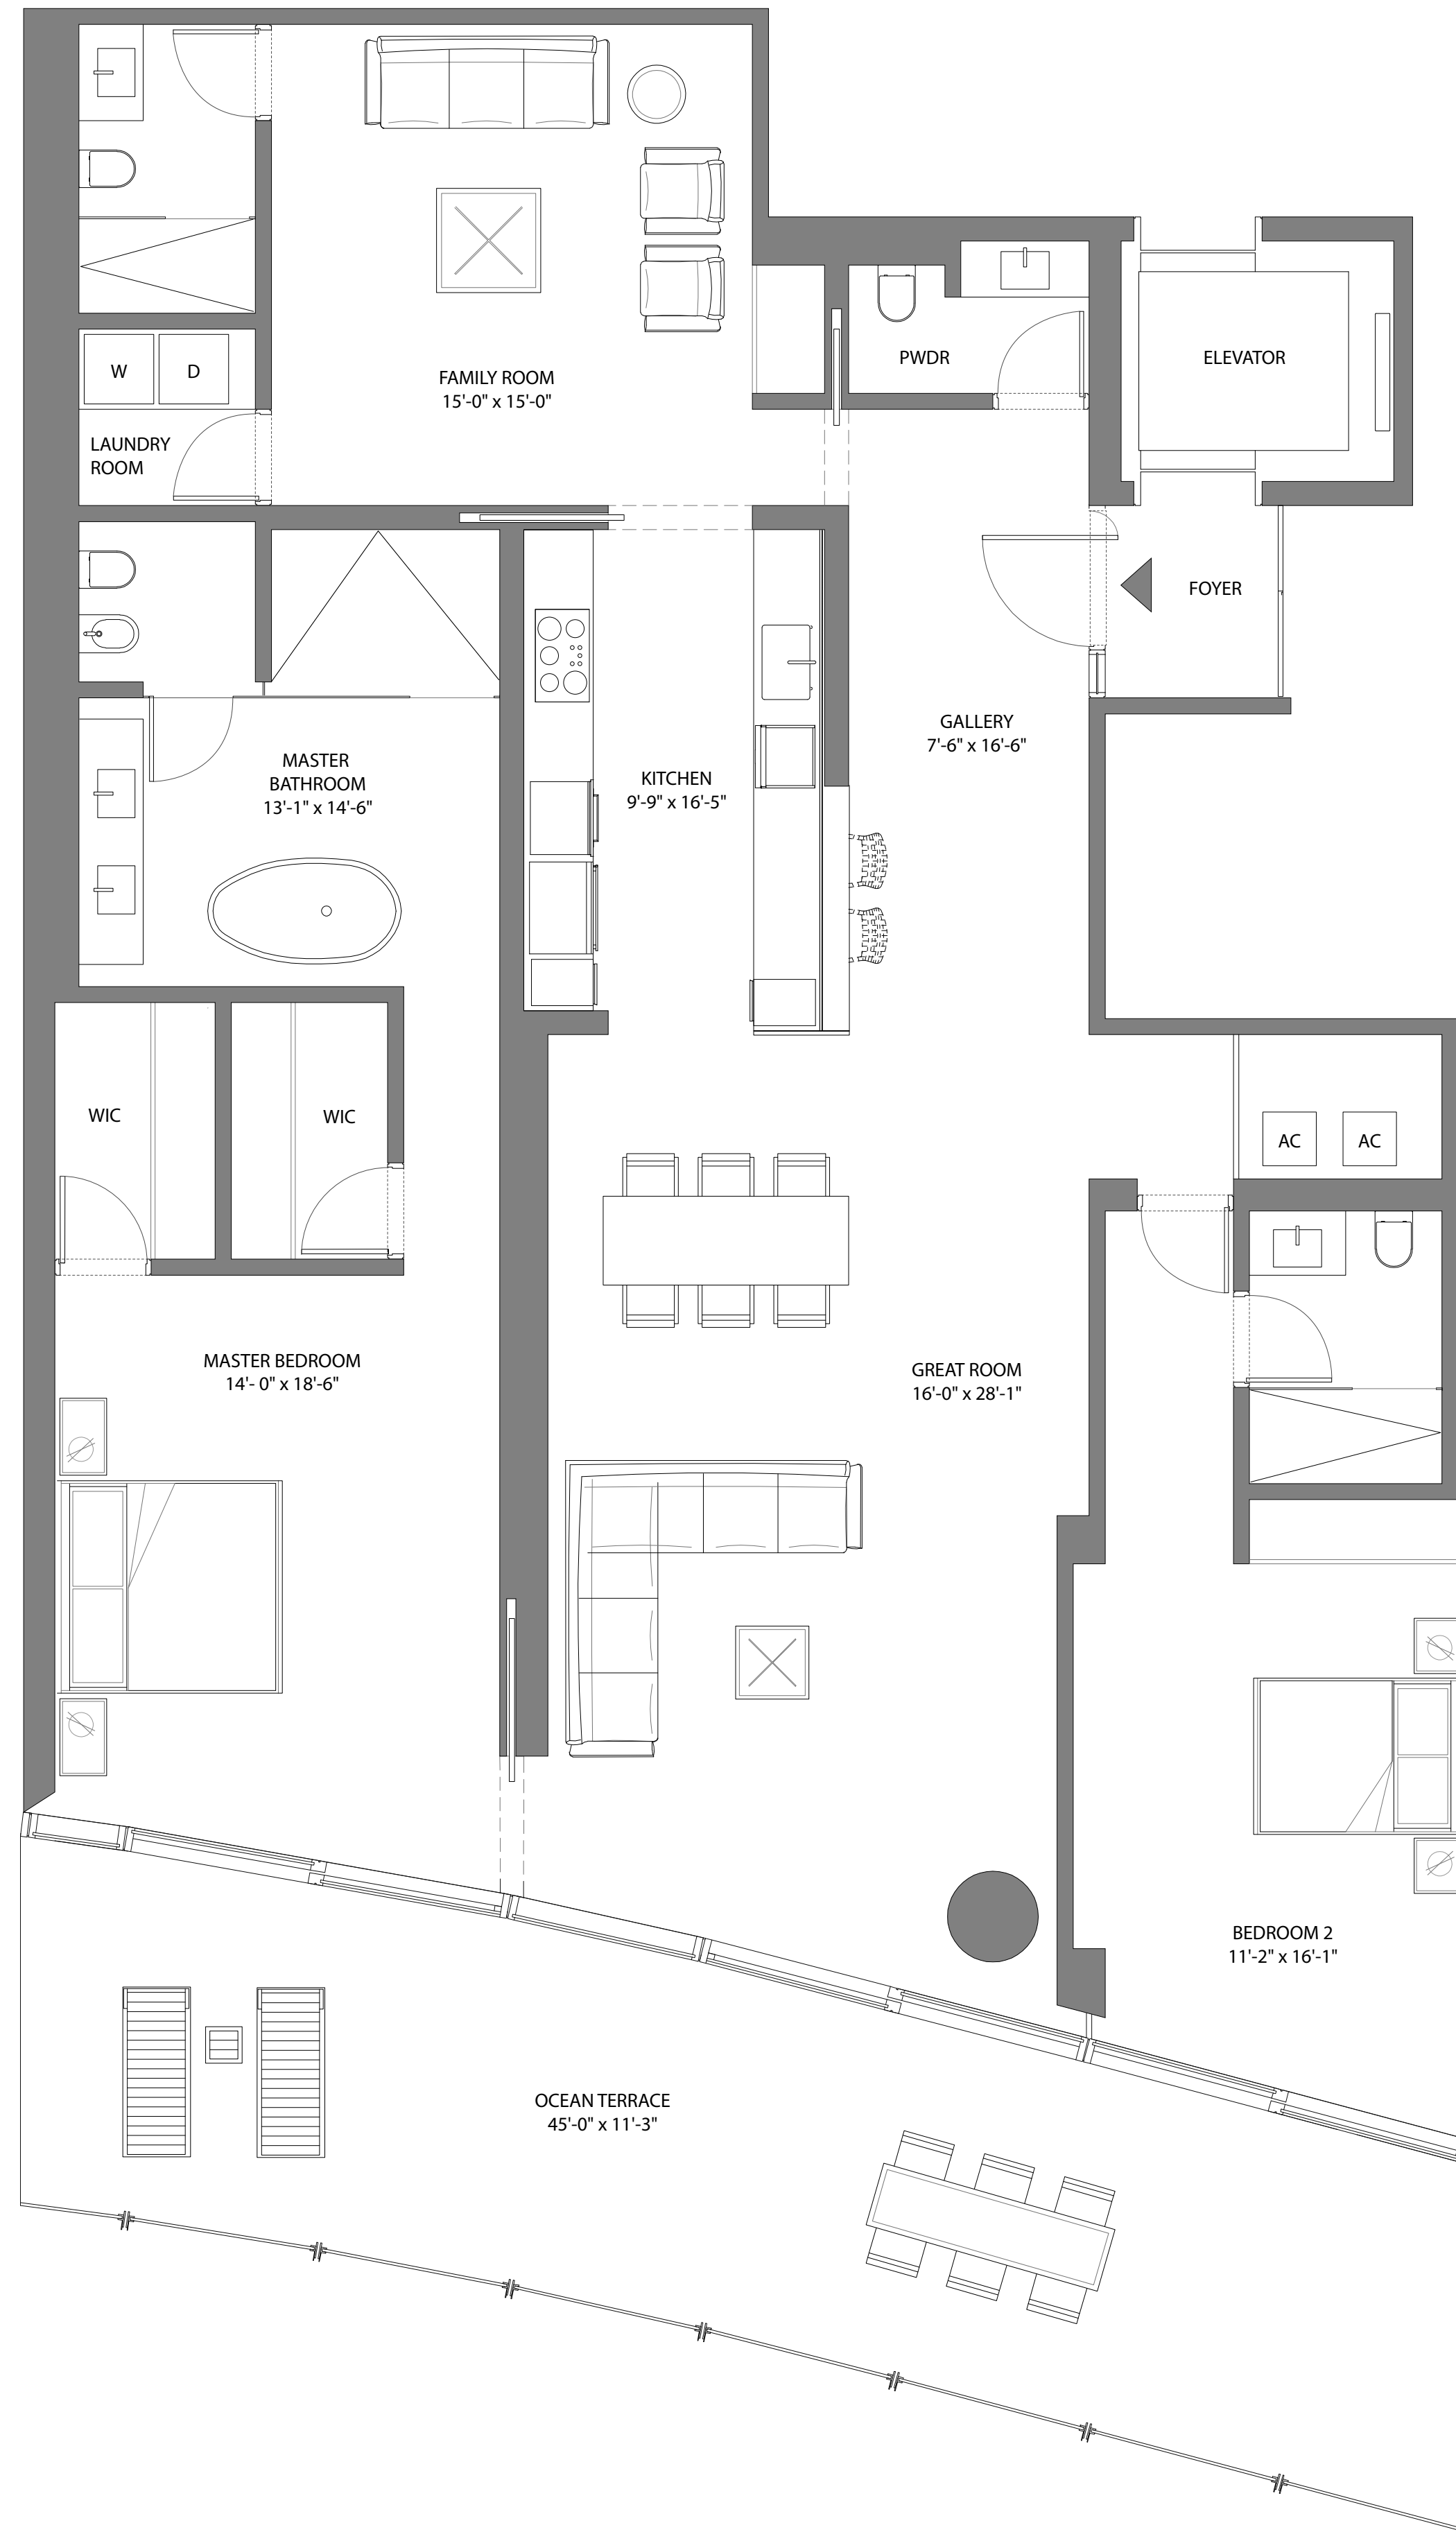 W
D
LAUNDRY
ROOM
FAMILY ROOM
15'-0" x 15'-0"
PWDR
ELEVATOR
FOYER
GALLERY
7'-6" x 16'-6"
MASTER
BATHROOM
13'-1" x 14'-6"
KITCHEN
9'-9" x 16'-5"
WIC
WIC
AC
AC
MASTER BEDROOM
14'- 0" x 18'-6"
GREAT ROOM
16'-0" x 28'-1"
BEDROOM 2
11'-2" x 16'-1"
OCEAN TERRACE
45'-0" x 11'-3"